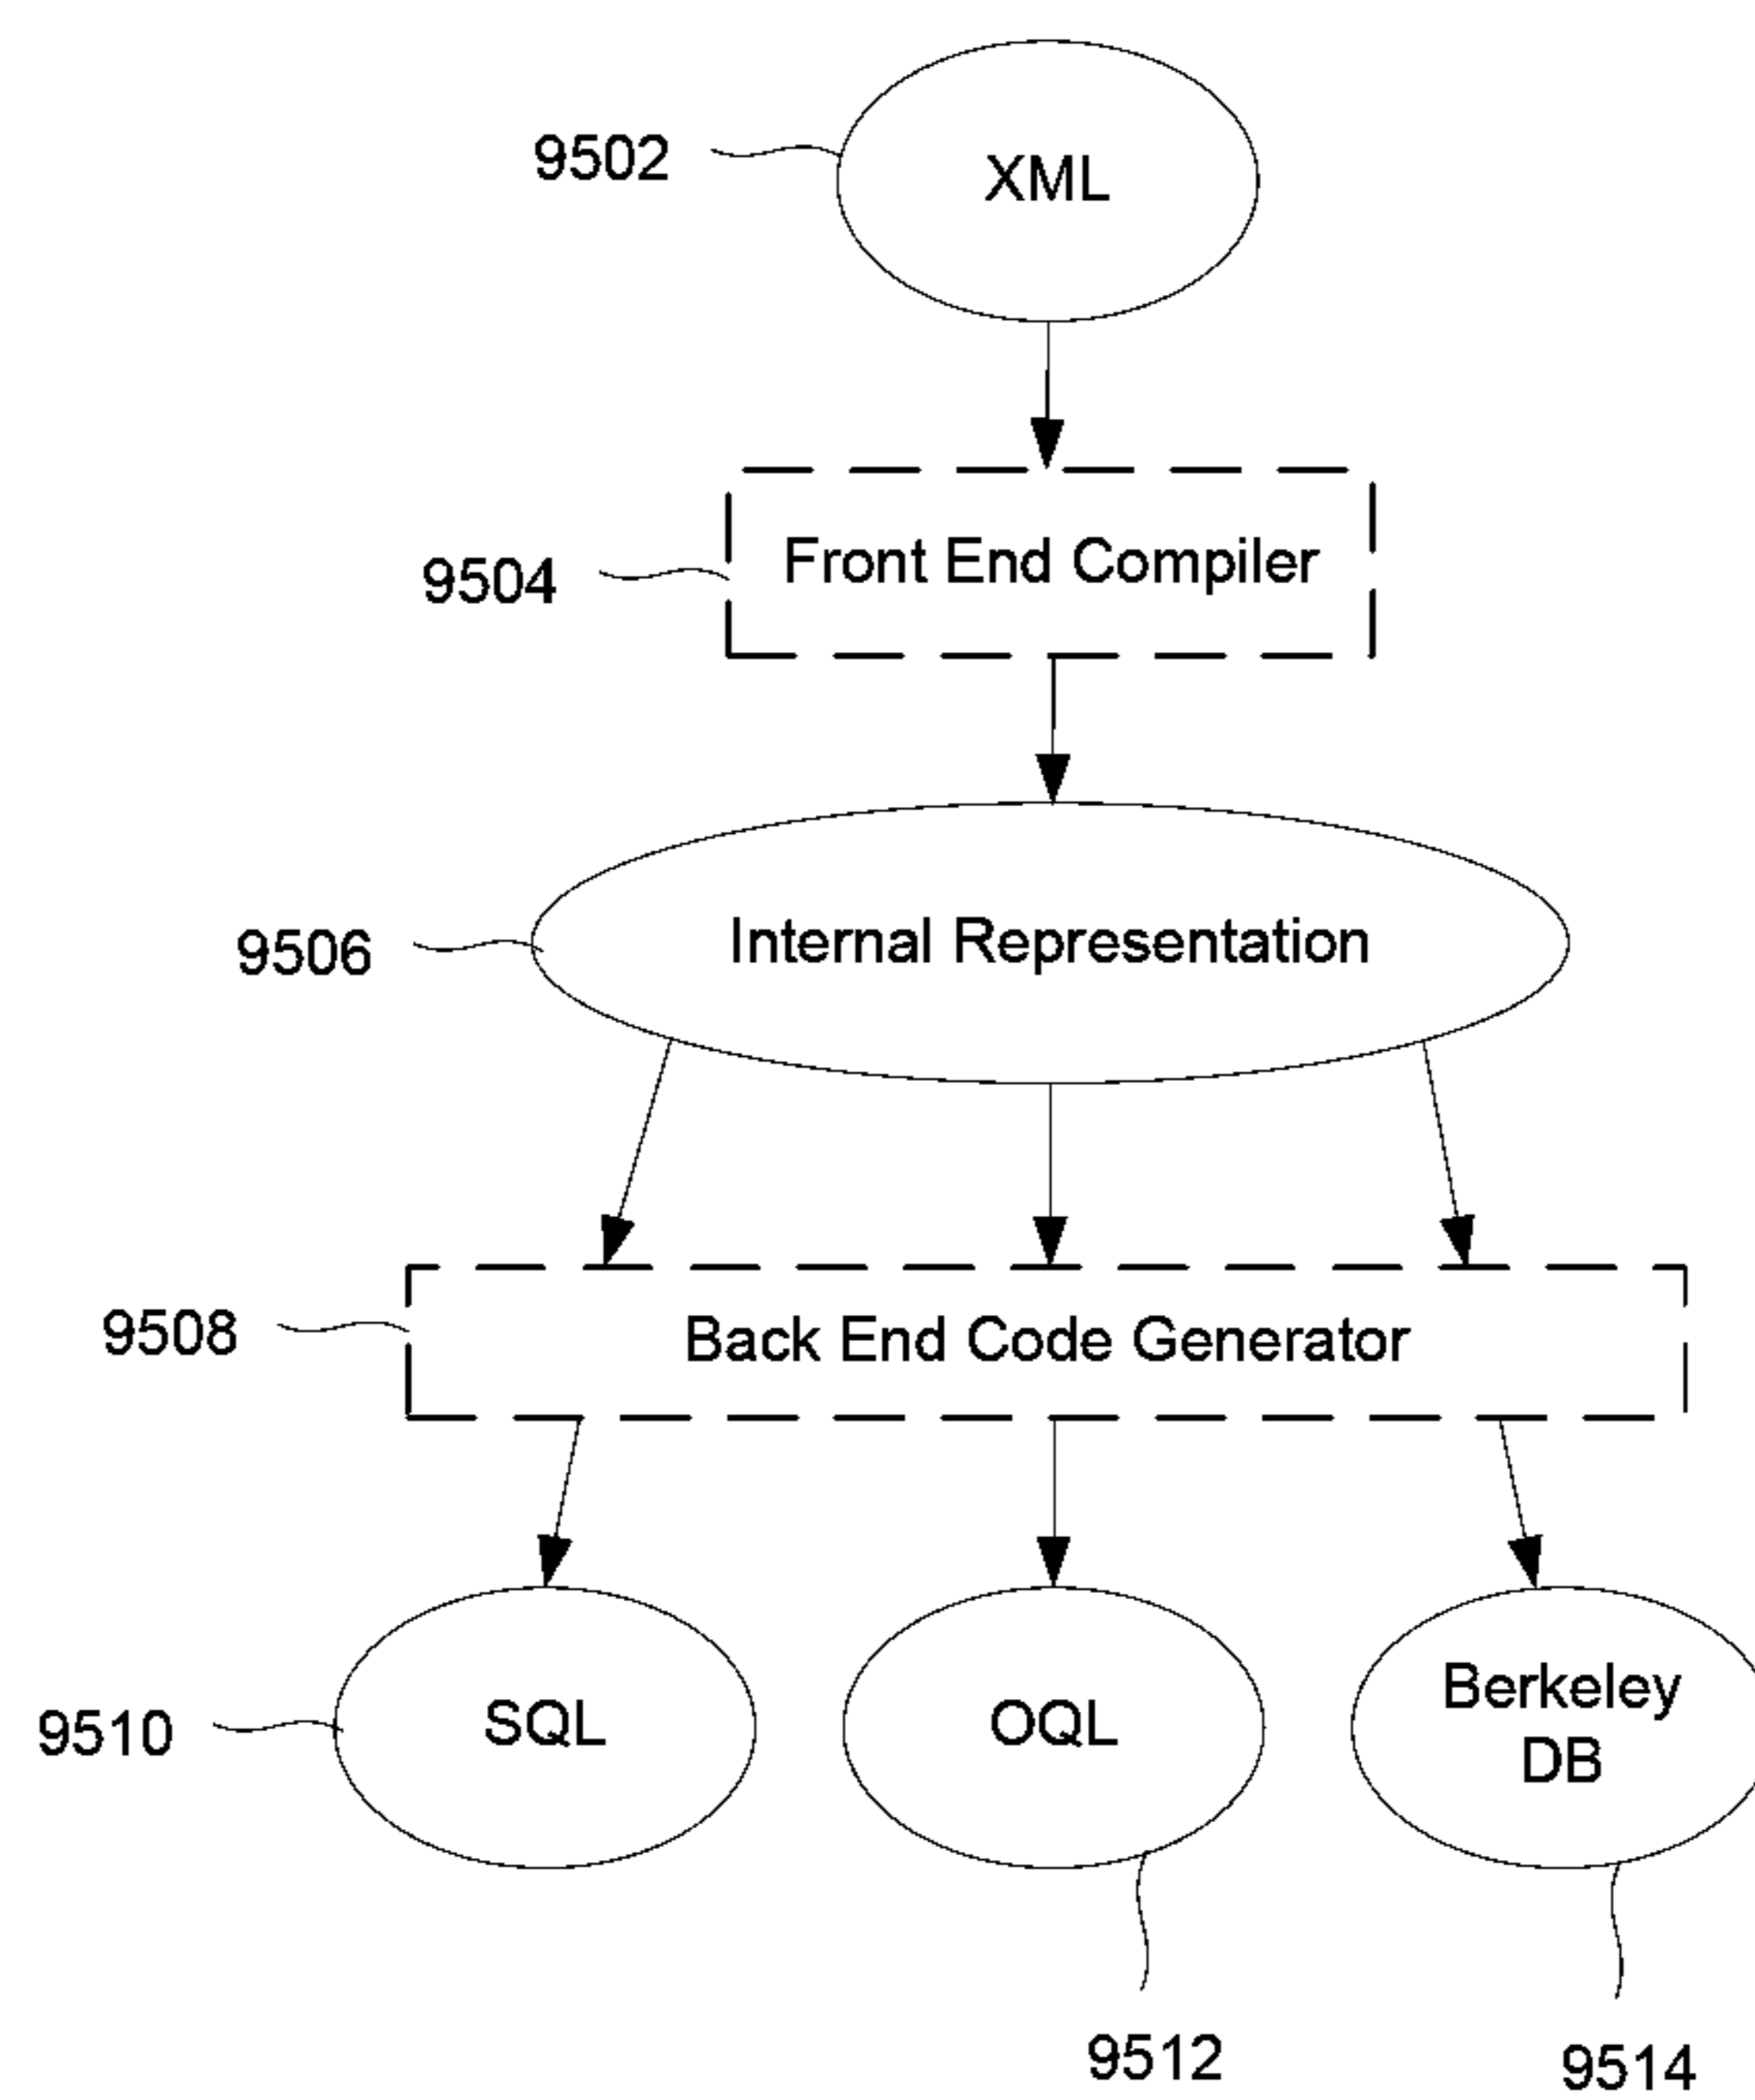 9502
XML
9504
Front End Compiler
9506
Internal Representation
9508
Back End Code Generator
9510
SQL
OQL
Berkeley
DB
9512
9514